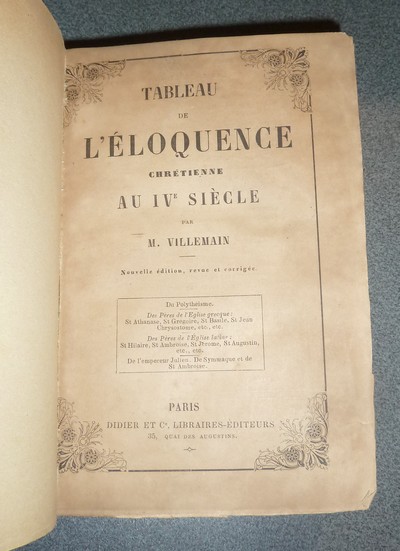 TABLEAU
DE
L'ÉLOQUENCE
CHRÉTIENNE
AU IVE SIÈCLE
PAR
M. VILLEMAIN
Nouvelle édition, revue et corrigée
Du Polythéisme.
Des Pères de l'Eglise grecque:
St Athanase, St Grégoire, St Basile, St Jean
Chrysostome, etc., etc.
Des Pères de l'Eglise latine:
St Hilaire, St Ambroise, St Jérome, St Augustin,
etc., etc.
De l'empereur Julien. De Symmaque et de
St Ambroise.
PARIS
DIDIER ET Ce, LIBRAIRES-ÉDITEURS
35, QUAI DES AUGUSTINS.